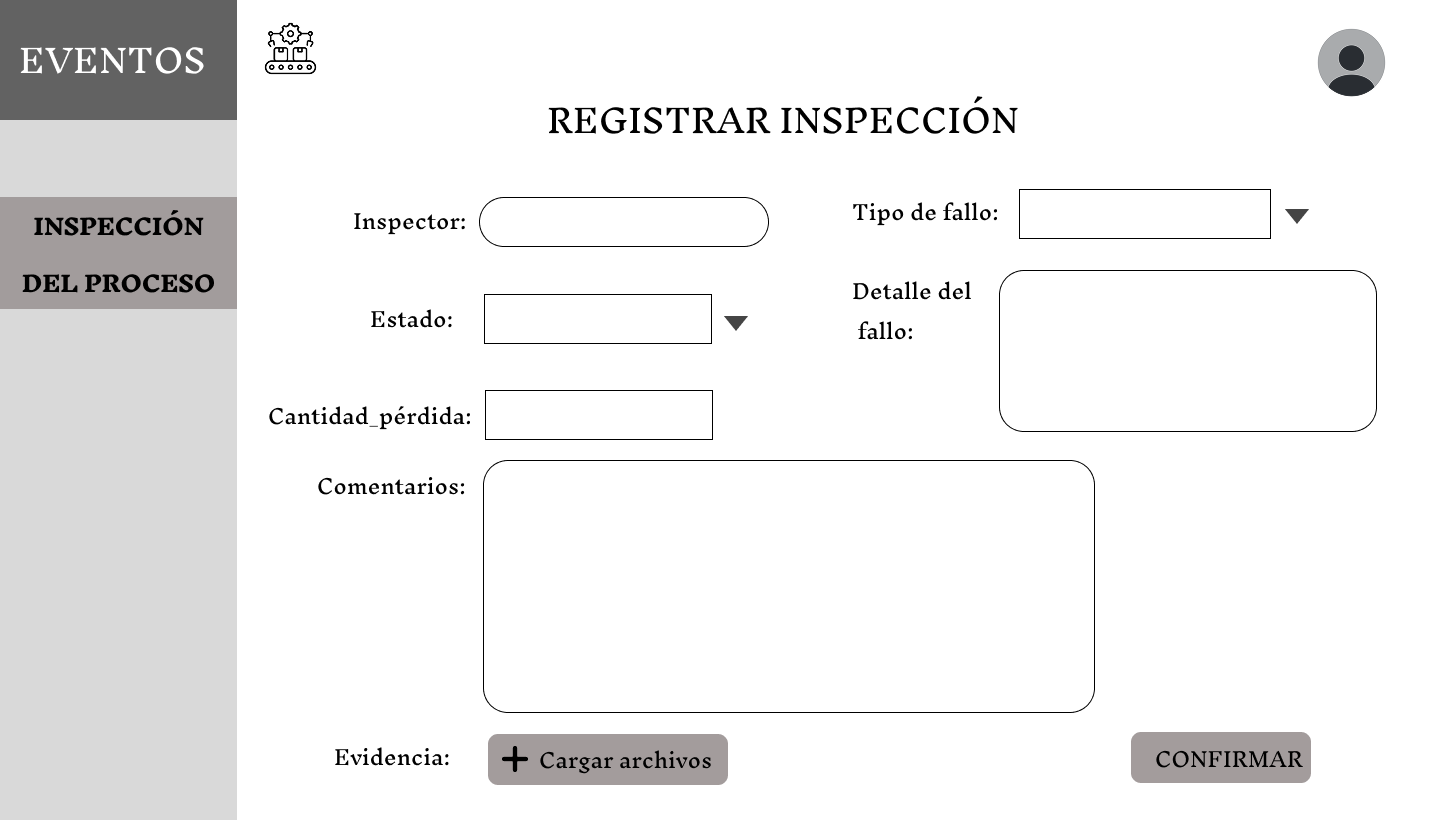 EVENTOS
INSPECCIÓN
DEL PROCESO
REGISTRAR INSPECCIÓN
Inspector:
Tipo de fallo:
Estado:
Detalle del
fallo:
Cantidad_pérdida:
Comentarios:
Evidencia:
Cargar archivos
CONFIRMAR